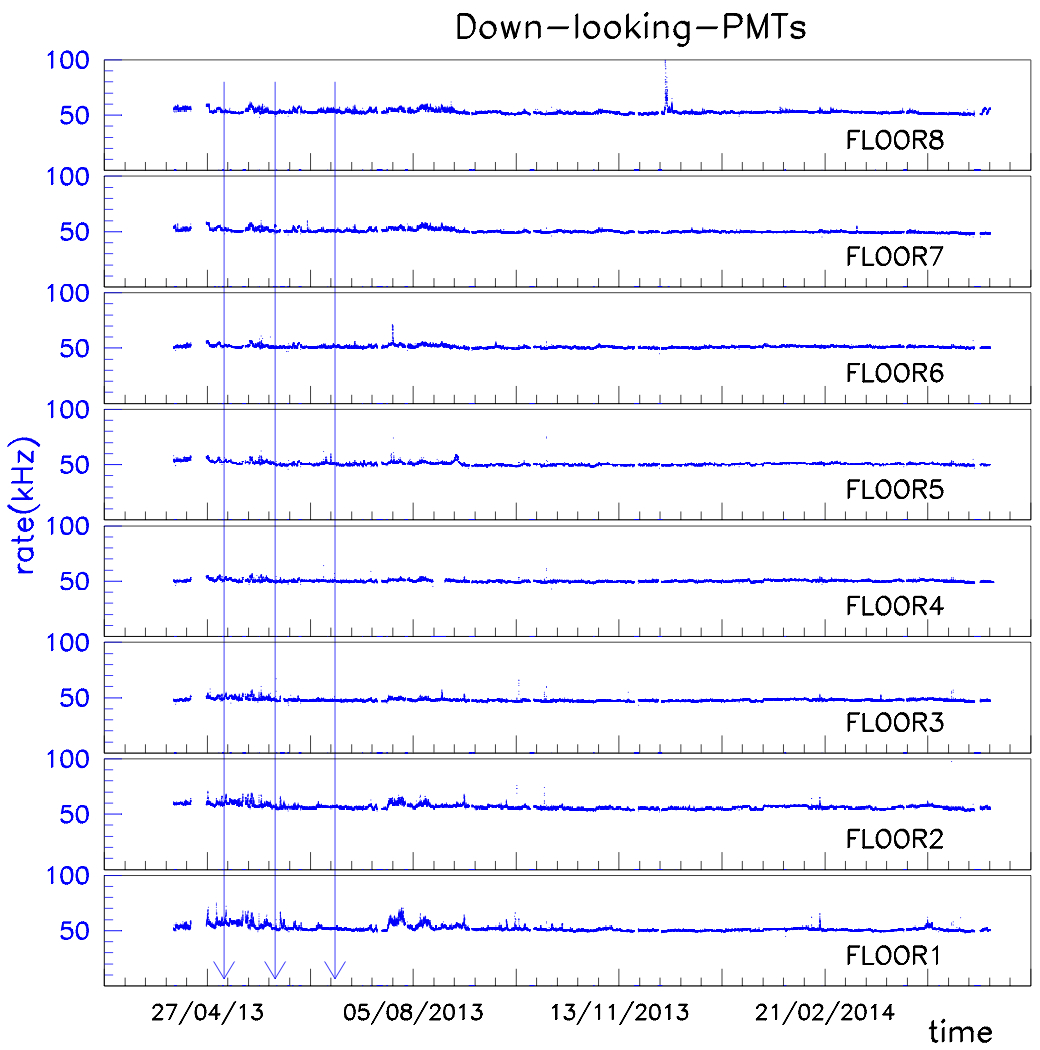 Down-looking-PMTs
100
50
FLOOR8
100
50
FLOOR7
100
50
FLOOR6
100
50
FLOOR5
rate(kHz)
100
50
FLOOR4
100
50
FLOOR3
100
50
FLOOR2
100
50
FLOOR1
27/04/13 05/08/2013 13/11/2013 21/02/2014
time